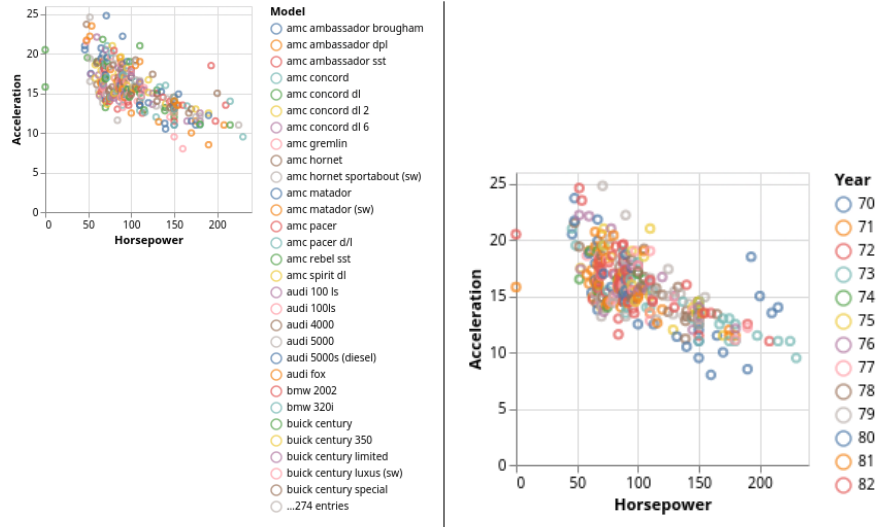 25
20
15
10
5
0
Acceleration
0 50 100 150 200
Horsepower
Model
amc ambassador brougham
amc ambassador dpl
amc ambassador sst
amc concord
amc concord dl
amc concord dl 2
amc concord dl 6
amc gremlin
amc hornet
amc hornet sportabout (sw)
amc matador
amc matador (sw)
amc pacer
amc pacer d/l
amc rebel sst
amc spirit dl
audi 100 ls
audi 100ls
audi 4000
audi 5000
audi 5000s (diesel)
audi fox
bmw 2002
bmw 320i
buick century
buick century 350
buick century limited
buick century luxus (sw)
buick century special
...274 entries
25
20
15
10
5
0
Acceleration
0 50 100 150 200
Horsepower
Year
70
71
72
73
74
75
76
77
78
79
80
81
82